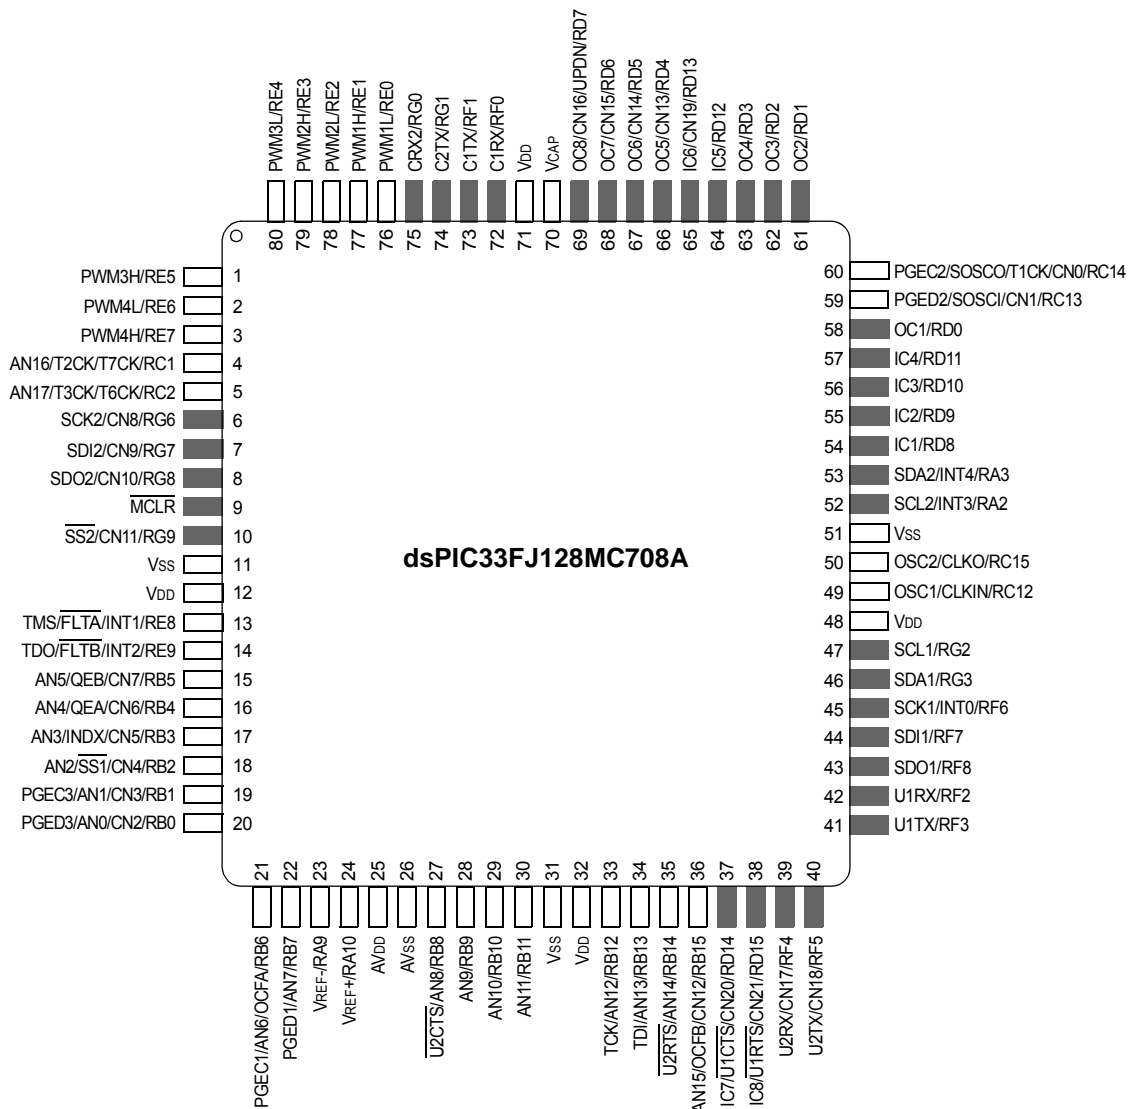 PWM3L/RE4
PWM2H/RE3
PWM2L/RE2
PWM1H/RE1
PWM1L/RE0
CRX2/RG0
C2TX/RG1
C1TX/RF1
C1RX/RF0
VDD
VCAP
OC8/CN16/UPDN/RD7
OC7/CN15/RD6
OC6/CN14/RD5
OC5/CN13/RD4
IC6/CN19/RD13
IC5/RD12
OC4/RD3
OC3/RD2
OC2/RD1
80
79
78
77
76
75
74
73
72
71
70
69
68
67
66
65
64
63
62
61
PWM3H/RE5 1
PWM4L/RE6 2
PWM4H/RE7 3
AN16/T2CK/T7CK/RC1 4
AN17/T3CK/T6CK/RC2 5
SCK2/CN8/RG6 6
SDI2/CN9/RG7 7
SDO2/CN10/RG8 8
MCLR 9
SS2/CN11/RG9 10
VSS 11
VDD 12
TMS/FLTA/INT1/RE8 13
TDO/FLTB/INT2/RE9 14
AN5/QEB/CN7/RB5 15
AN4/QEA/CN6/RB4 16
AN3/INDX/CN5/RB3 17
AN2/SS1/CN4/RB2 18
PGEC3/AN1/CN3/RB1 19
PGED3/AN0/CN2/RB0 20
dsPIC33FJ128MC708A
60 PGEC2/SOSCO/T1CK/CN0/RC14
59 PGED2/SOSCI/CN1/RC13
58 OC1/RD0
57 IC4/RD11
56 IC3/RD10
55 IC2/RD9
54 IC1/RD8
53 SDA2/INT4/RA3
52 SCL2/INT3/RA2
51 VSS
50 OSC2/CLKO/RC15
49 OSC1/CLKIN/RC12
48 VDD
47 SCL1/RG2
46 SDA1/RG3
45 SCK1/INT0/RF6
44 SDI1/RF7
43 SDO1/RF8
42 U1RX/RF2
41 U1TX/RF3
21
22
23
24
25
26
27
28
29
30
31
32
33
34
35
36
37
38
39
40
PGEC1/AN6/OCFA/RB6
PGED1/AN7/RB7
VREF-/RA9
VREF+/RA10
AVDD
AVSS
U2CTS/AN8/RB8
AN9/RB9
AN10/RB10
AN11/RB11
VSS
VDD
TCK/AN12/RB12
TDI/AN13/RB13
U2RTS/AN14/RB14
AN15/OCFB/CN12/RB15
IC7/U1CTS/CN20/RD14
IC8/U1RTS/CN21/RD15
U2RX/CN17/RF4
U2TX/CN18/RF5